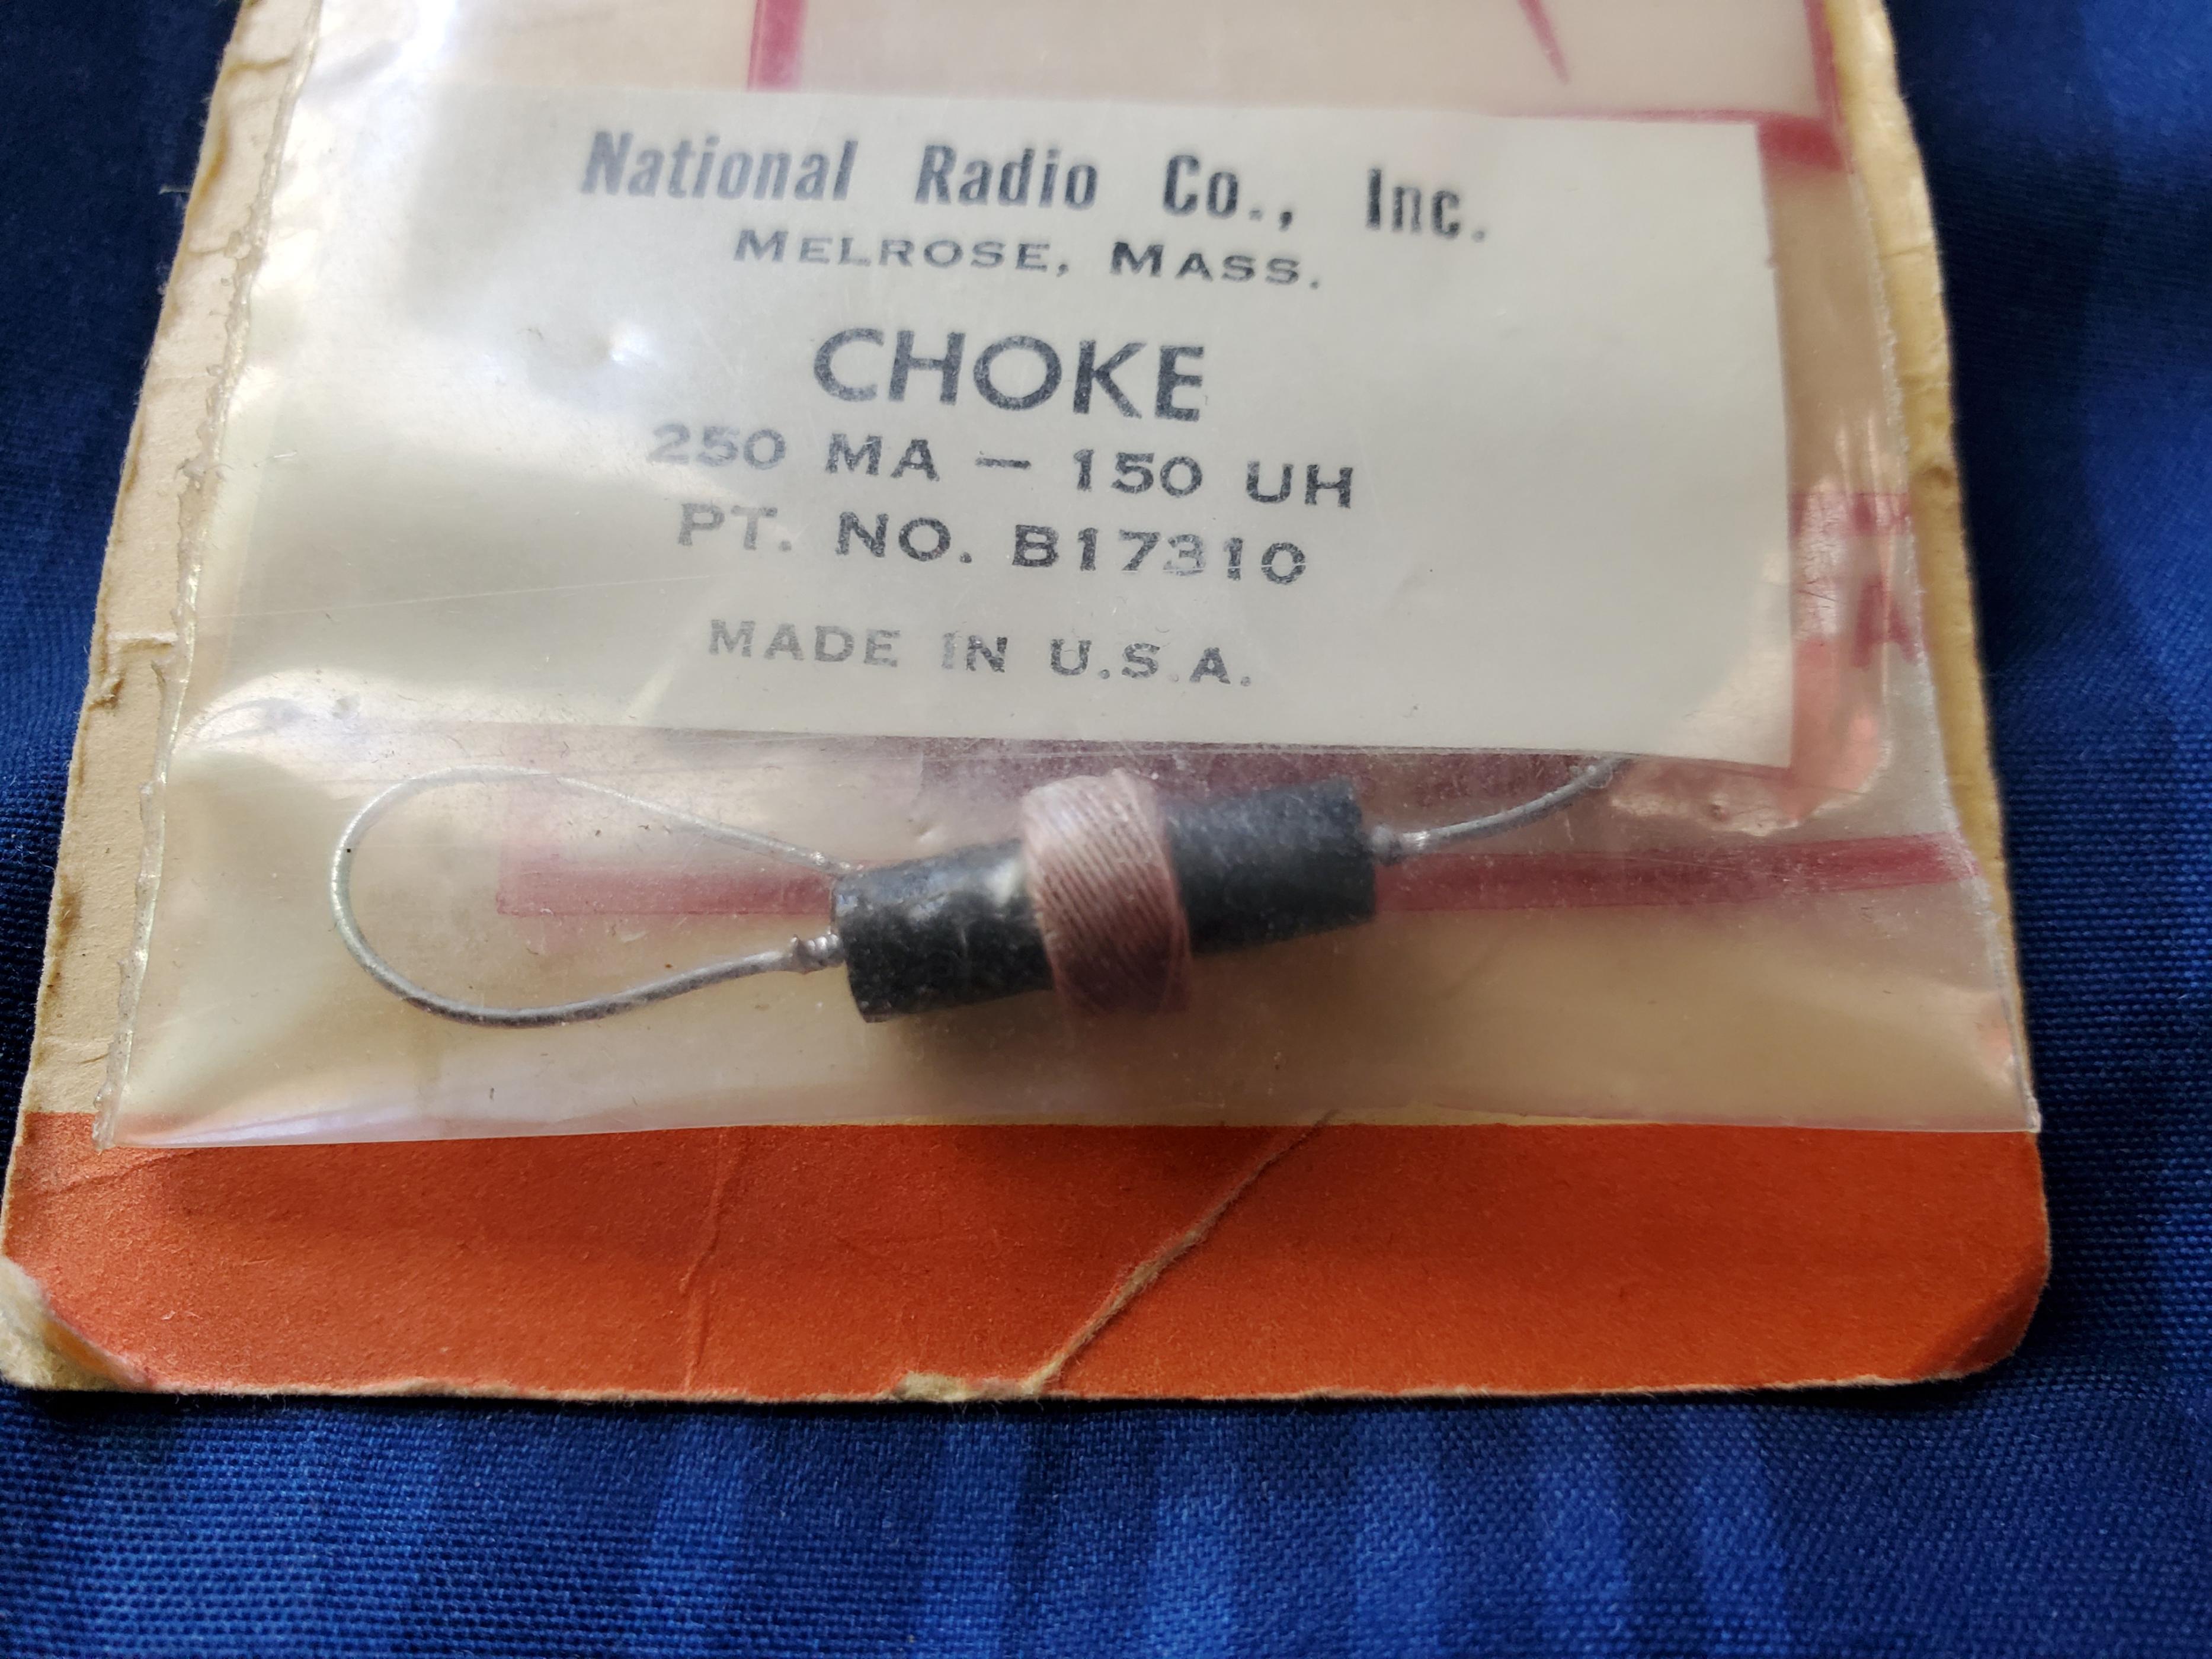 National Radio Co., Inc.
MELROSE, MASS.
CHOKE
250 MA — 150 UH
PT. NO. B17310
MADE IN U.S.A.